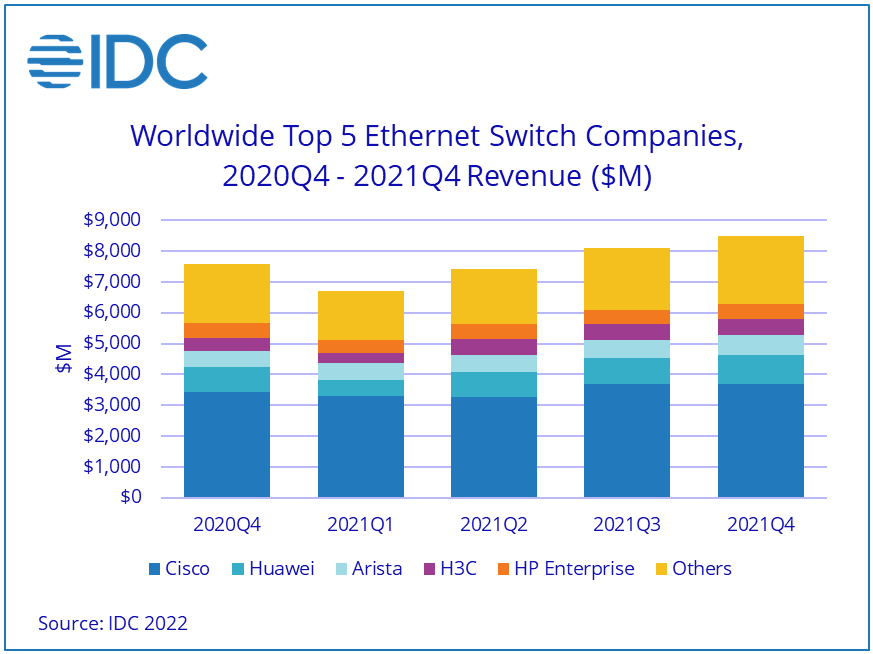 IDC
Worldwide Top 5 Ethernet Switch Companies,
2020Q4 - 2021Q4 Revenue ($M)
$9,000
$8,000
$7,000
$6,000
$5,000
$4,000
$3,000
$2,000
$1,000
$0
$M
2020Q4 2021Q1 2021Q2 2021Q3 2021Q4
Cisco Huawei Arista H3C HP Enterprise Others
Source: IDC 2022